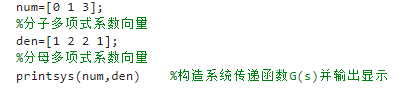 num=[0 1 3];
%分子多项式系数向量
den=[1 2 2 1];
%分母多项式系数向量
printsys(num,den) %构造系统传递函数G(s)并输出显示